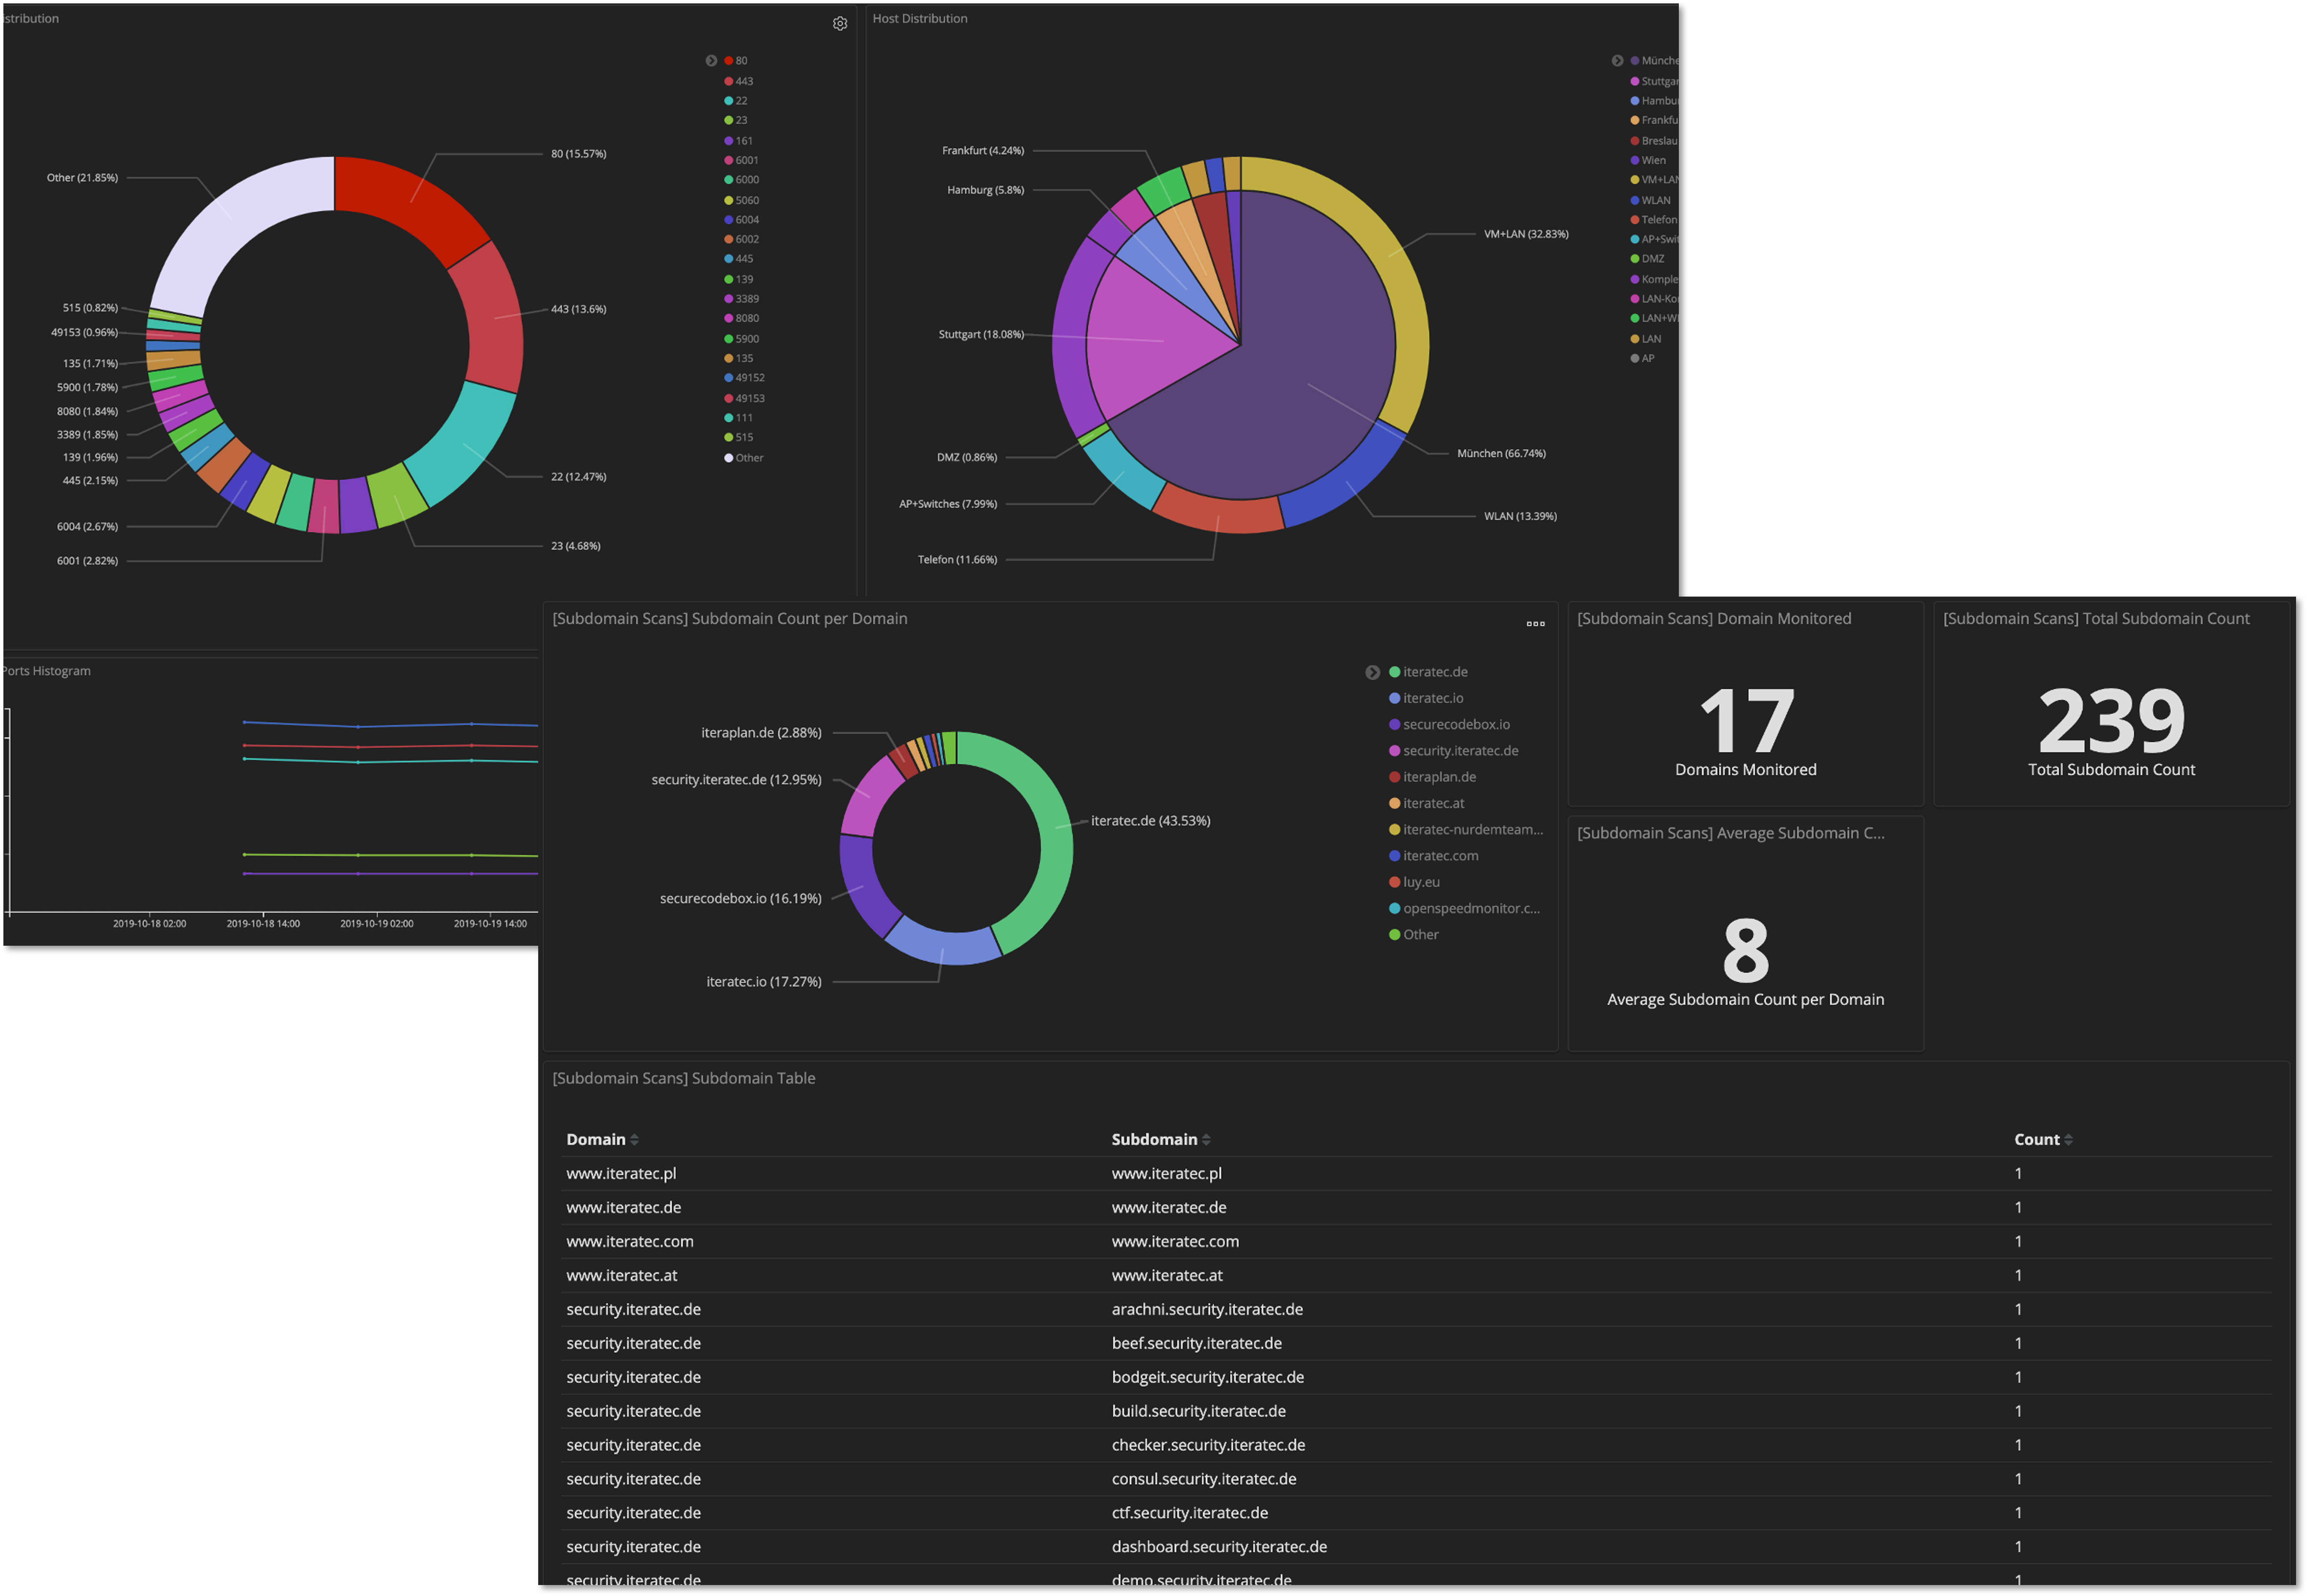 istribution
80
443
22
23
161
6001
6000
5060
6004
6002
445
139
3389
8080
5900
135
49152
49153
111
515
Other
80 (15.57%)
Other (21.85%)
443 (13.6%)
515 (0.82%)
49153 (0.96%)
135 (1.71%)
5900 (1.78%)
8080 (1.84%)
3389 (1.85%)
139 (1.96%)
445 (2.15%)
22 (12.47%)
6004 (2.67%)
23 (4.68%)
6001 (2.82%)
Host Distribution
Münche
Stuttgar
Hambu
Frankfu
Breslau
Wien
VM+LAN
WLAN
Telefon
AP+Swit
DMZ
Komple
LAN-Ko
LAN+W
LAN
AP
Frankfurt (4.24%)
Hamburg (5.8%)
VM+LAN (32.83%)
Stuttgart (18.08%)
München (66.74%)
DMZ (0.86%)
AP+Switches (7.99%)
WLAN (13.39%)
Telefon (11.66%)
Ports Histogram
2019-10-18 02:00
2019-10-18 14:00
2019-10-19 02:00
2019-10-19 14:00
[Subdomain Scans] Subdomain Count per Domain
iteratec.de
iteratec.io
securecodebox.io
security.iteratec.de
iteraplan.de
iteratec.at
iteratec-nurdemteam...
iteratec.com
luy.eu
openspeedmonitor.c...
Other
iteraplan.de (2.88%)
security.iteratec.de (12.95%)
iteratec.de (43.53%)
securecodebox.io (16.19%)
iteratec.io (17.27%)
[Subdomain Scans] Domain Monitored
17
Domains Monitored
[Subdomain Scans] Total Subdomain Count
239
Total Subdomain Count
[Subdomain Scans] Average Subdomain C...
8
Average Subdomain Count per Domain
[Subdomain Scans] Subdomain Table
Domain Subdomain Count
www.iteratec.pl www.iteratec.pl 1
www.iteratec.de www.iteratec.de 1
www.iteratec.com www.iteratec.com 1
www.iteratec.at www.iteratec.at 1
security.iteratec.de arachni.security.iteratec.de 1
security.iteratec.de beef.security.iteratec.de 1
security.iteratec.de bodgeit.security.iteratec.de 1
security.iteratec.de build.security.iteratec.de 1
security.iteratec.de checker.security.iteratec.de 1
security.iteratec.de consul.security.iteratec.de 1
security.iteratec.de ctf.security.iteratec.de 1
security.iteratec.de dashboard.security.iteratec.de 1
security.iteratec.de demo.security.iteratec.de 1